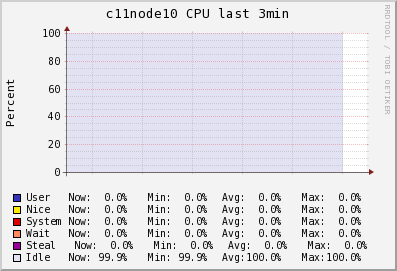 c11node10 CPU last 3min
RRDTOOL / TOBI OETIKER
Percent
100
80
60
40
20
0
User Now: 0.0% Min: 0.0% Avg: 0.0% Max: 0.0%
Nice Now: 0.0% Min: 0.0% Avg: 0.0% Max: 0.0%
System Now: 0.0% Min: 0.0% Avg: 0.0% Max: 0.0%
Wait Now: 0.0% Min: 0.0% Avg: 0.0% Max: 0.0%
Steal Now: 0.0% Min: 0.0% Avg: 0.0% Max: 0.0%
Idle Now: 99.9% Min: 99.9% Avg:100.0% Max:100.0%